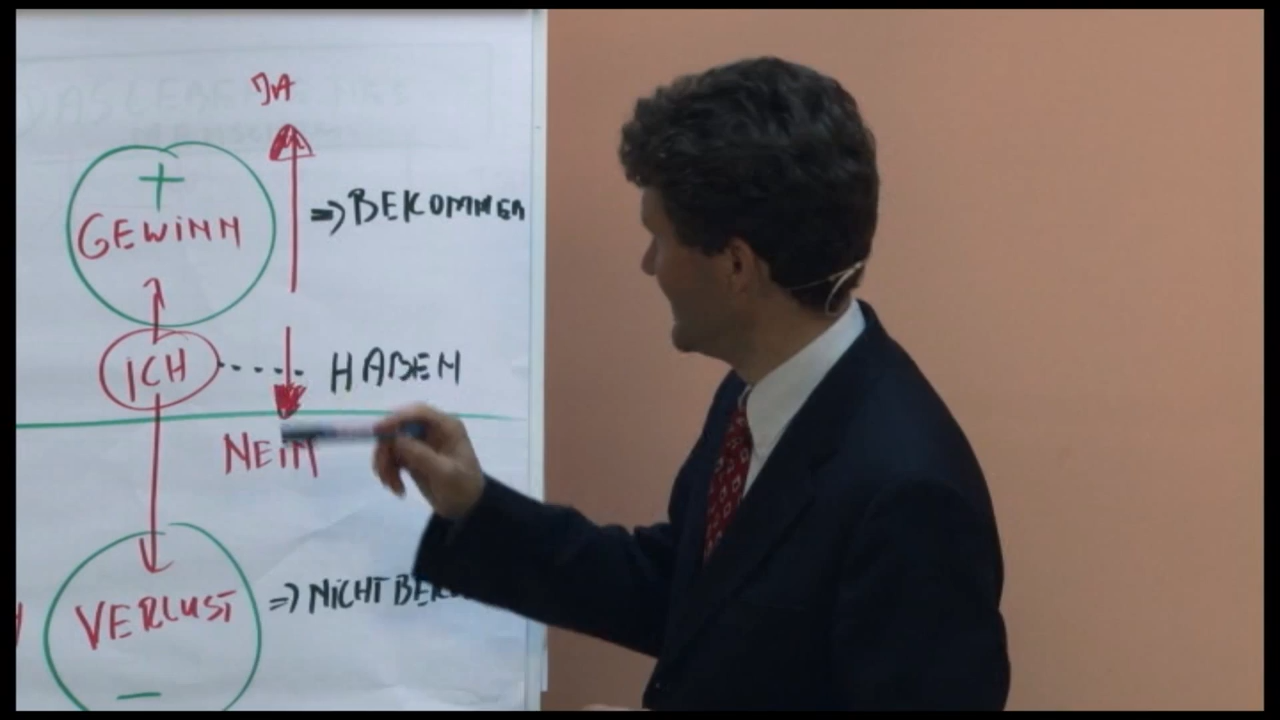 JA
+
GEWINN
⇒ BEKOMMEN
ICH
HABEN
NEIN
VERLUST
⇒ NICHT
−